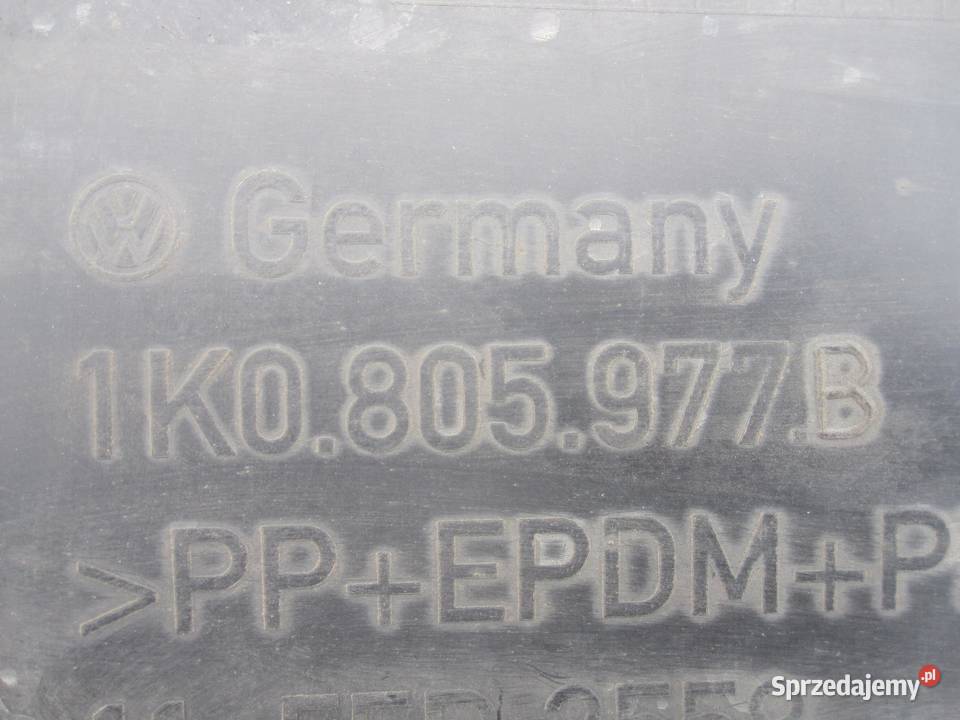 Germany
1K0.805.977.B
>PP+EPDM+P
Sprzedajemy.pl